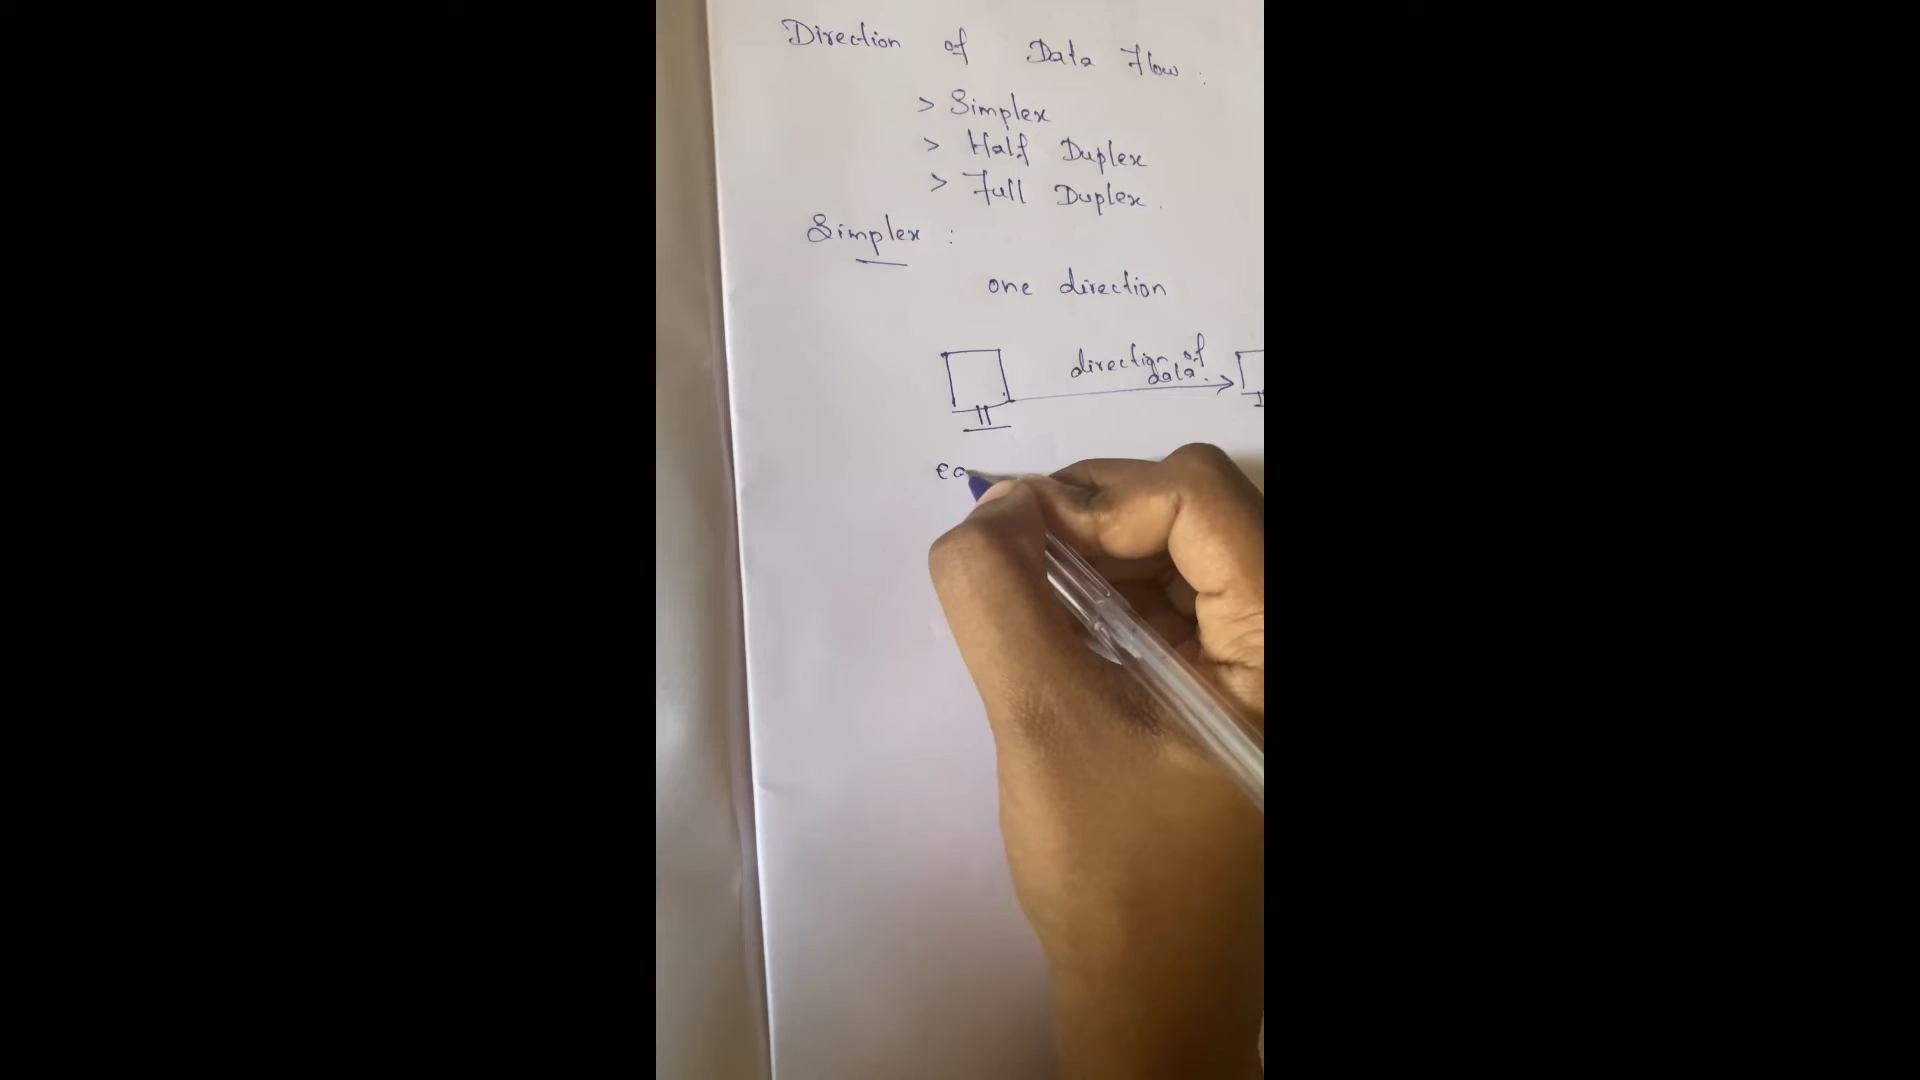 Direction of Data Flow :
> Simplex
> Half Duplex
> Full Duplex.
Simplex :
one direction
direction of
data.